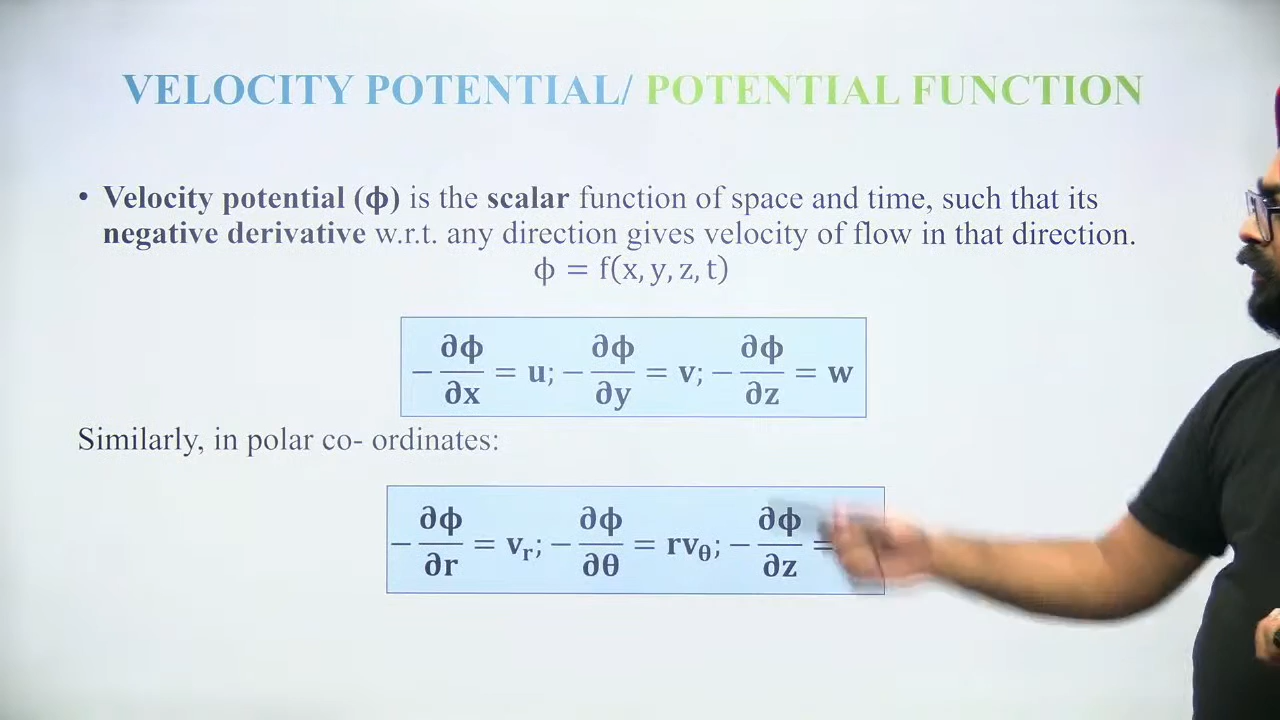 VELOCITY POTENTIAL/ POTENTIAL FUNCTION
• Velocity potential (ϕ) is the scalar function of space and time, such that its
negative derivative w.r.t. any direction gives velocity of flow in that direction.
ϕ = f(x, y, z, t)
−∂ϕ/∂x = u; −∂ϕ/∂y = v; −∂ϕ/∂z = w
Similarly, in polar co- ordinates:
−∂ϕ/∂r = vᵣ; −∂ϕ/∂θ = rv_θ; −∂ϕ/∂z =